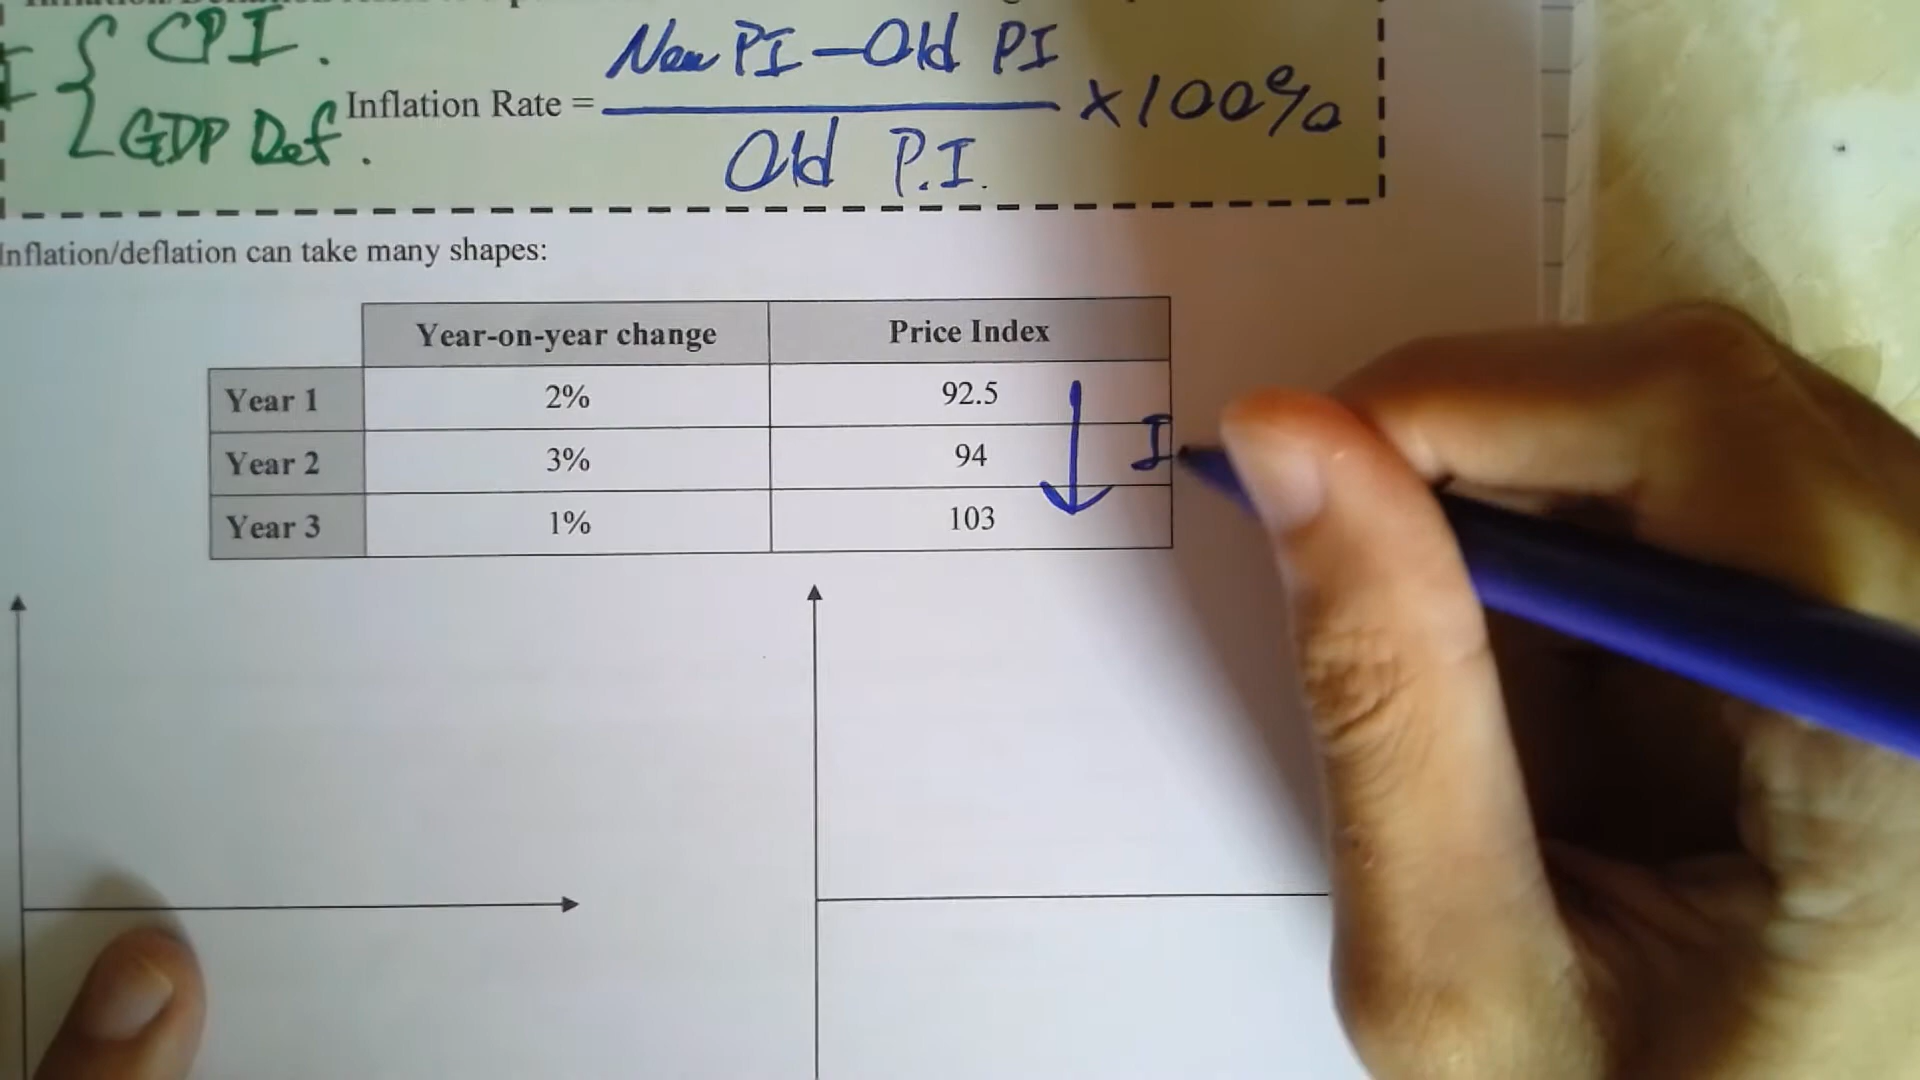 CPI.
New PI - Old PI
Inflation Rate = × 100%
GDP Def.
Old P.I.
Inflation/deflation can take many shapes:
Year-on-year change Price Index
Year 1 2% 92.5
Year 2 3% 94 I
Year 3 1% 103